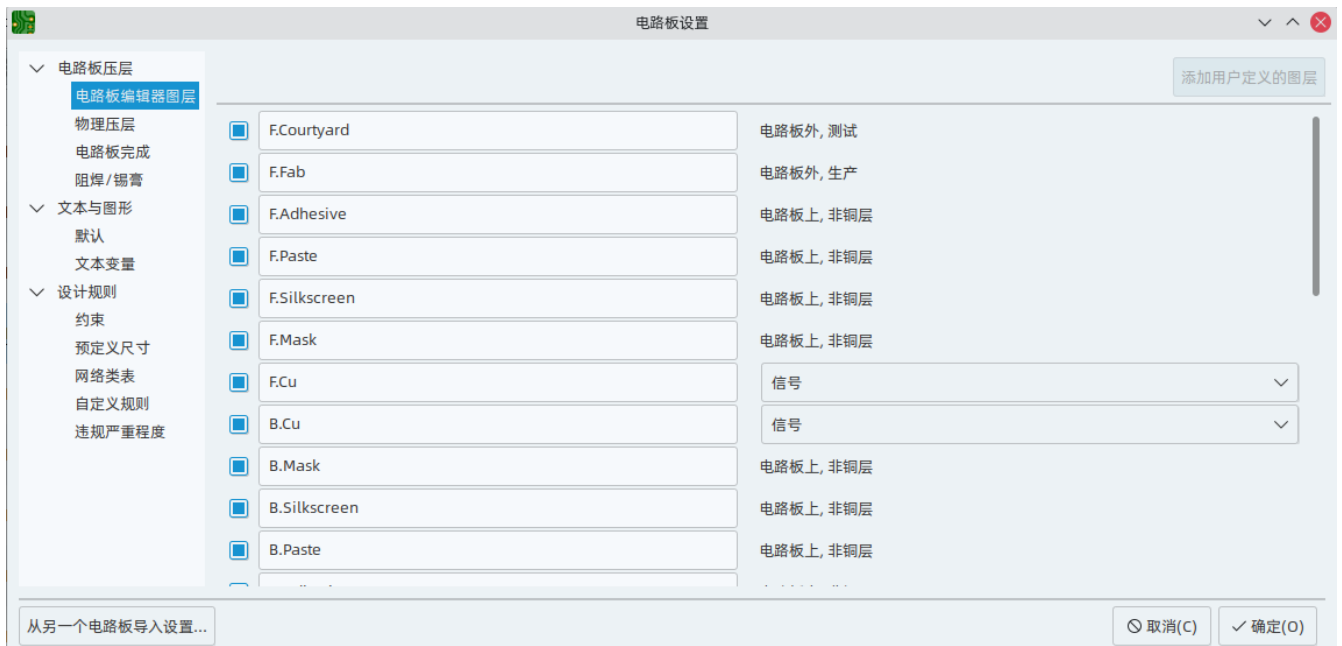 电路板设置
添加用户定义的图层
电路板压层
电路板编辑器图层
物理压层
电路板完成
阻焊/锡膏
文本与图形
默认
文本变量
设计规则
约束
预定义尺寸
网络类表
自定义规则
违规严重程度
F.Courtyard 电路板外, 测试
F.Fab 电路板外, 生产
F.Adhesive 电路板上, 非铜层
F.Paste 电路板上, 非铜层
F.Silkscreen 电路板上, 非铜层
F.Mask 电路板上, 非铜层
F.Cu 信号
B.Cu 信号
B.Mask 电路板上, 非铜层
B.Silkscreen 电路板上, 非铜层
B.Paste 电路板上, 非铜层
从另一个电路板导入设置...
取消(C)
确定(O)